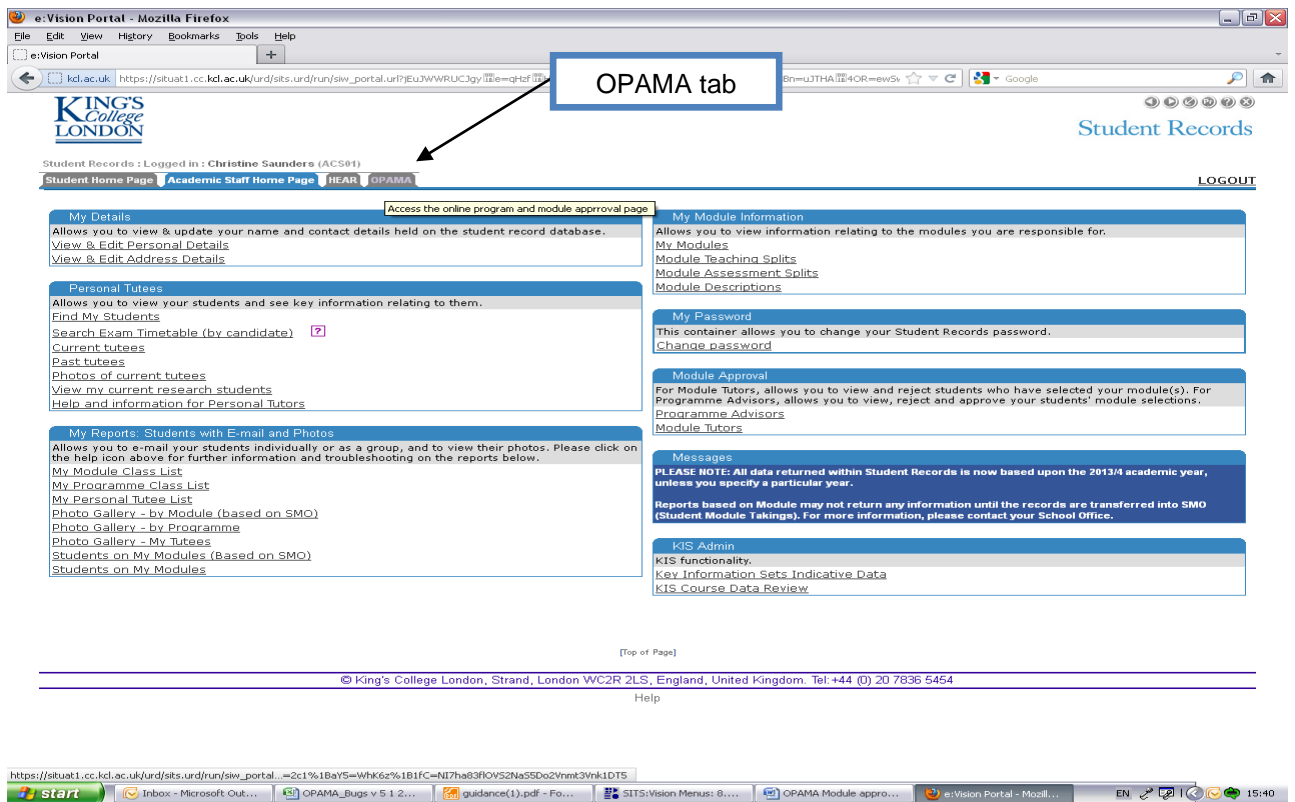 e:Vision Portal - Mozilla Firefox
File Edit View History Bookmarks Tools Help
e:Vision Portal
kcl.ac.uk https://situat1.cc.kcl.ac.uk/urd/sits.urd/run/siw_portal.url? Google
OPAMA tab
KING'S
College
LONDON
Student Records
Student Records : Logged in : Christine Saunders (ACS01)
Student Home Page Academic Staff Home Page HEAR OPAMA LOGOUT
Access the online program and module apprroval page
My Details
Allows you to view & update your name and contact details held on the student record database.
View & Edit Personal Details
View & Edit Address Details
Personal Tutees
Allows you to view your students and see key information relating to them.
Find My Students
Search Exam Timetable (by candidate) ?
Current tutees
Past tutees
Photos of current tutees
View my current research students
Help and information for Personal Tutors
My Reports: Students with E-mail and Photos
Allows you to e-mail your students individually or as a group, and to view their photos. Please click on
the help icon above for further information and troubleshooting on the reports below.
My Module Class List
My Programme Class List
My Personal Tutee List
Photo Gallery - by Module (based on SMO)
Photo Gallery - by Programme
Photo Gallery - My Tutees
Students on My Modules (Based on SMO)
Students on My Modules
My Module Information
Allows you to view information relating to the modules you are responsible for.
My Modules
Module Teaching Splits
Module Assessment Splits
Module Descriptions
My Password
This container allows you to change your Student Records password.
Change password
Module Approval
For Module Tutors, allows you to view and reject students who have selected your module(s). For
Programme Advisors, allows you to view, reject and approve your students' module selections.
Programme Advisors
Module Tutors
Messages
PLEASE NOTE: All data returned within Student Records is now based upon the 2013/4 academic year,
unless you specify a particular year.
Reports based on Module may not return any information until the records are transferred into SMO
(Student Module Takings). For more information, please contact your School Office.
KIS Admin
KIS functionality.
Key Information Sets Indicative Data
KIS Course Data Review
[Top of Page]
© King's College London, Strand, London WC2R 2LS, England, United Kingdom. Tel:+44 (0) 20 7836 5454
Help
https://situat1.cc.kcl.ac.uk/urd/sits.urd/run/siw_portal
start Inbox - Microsoft Out... OPAMA_Bugs v 5 1 2... guidance(1).pdf - Fo... SITS:Vision Menus: 8.... OPAMA Module appro... e:Vision Portal - Mozill... EN 15:40